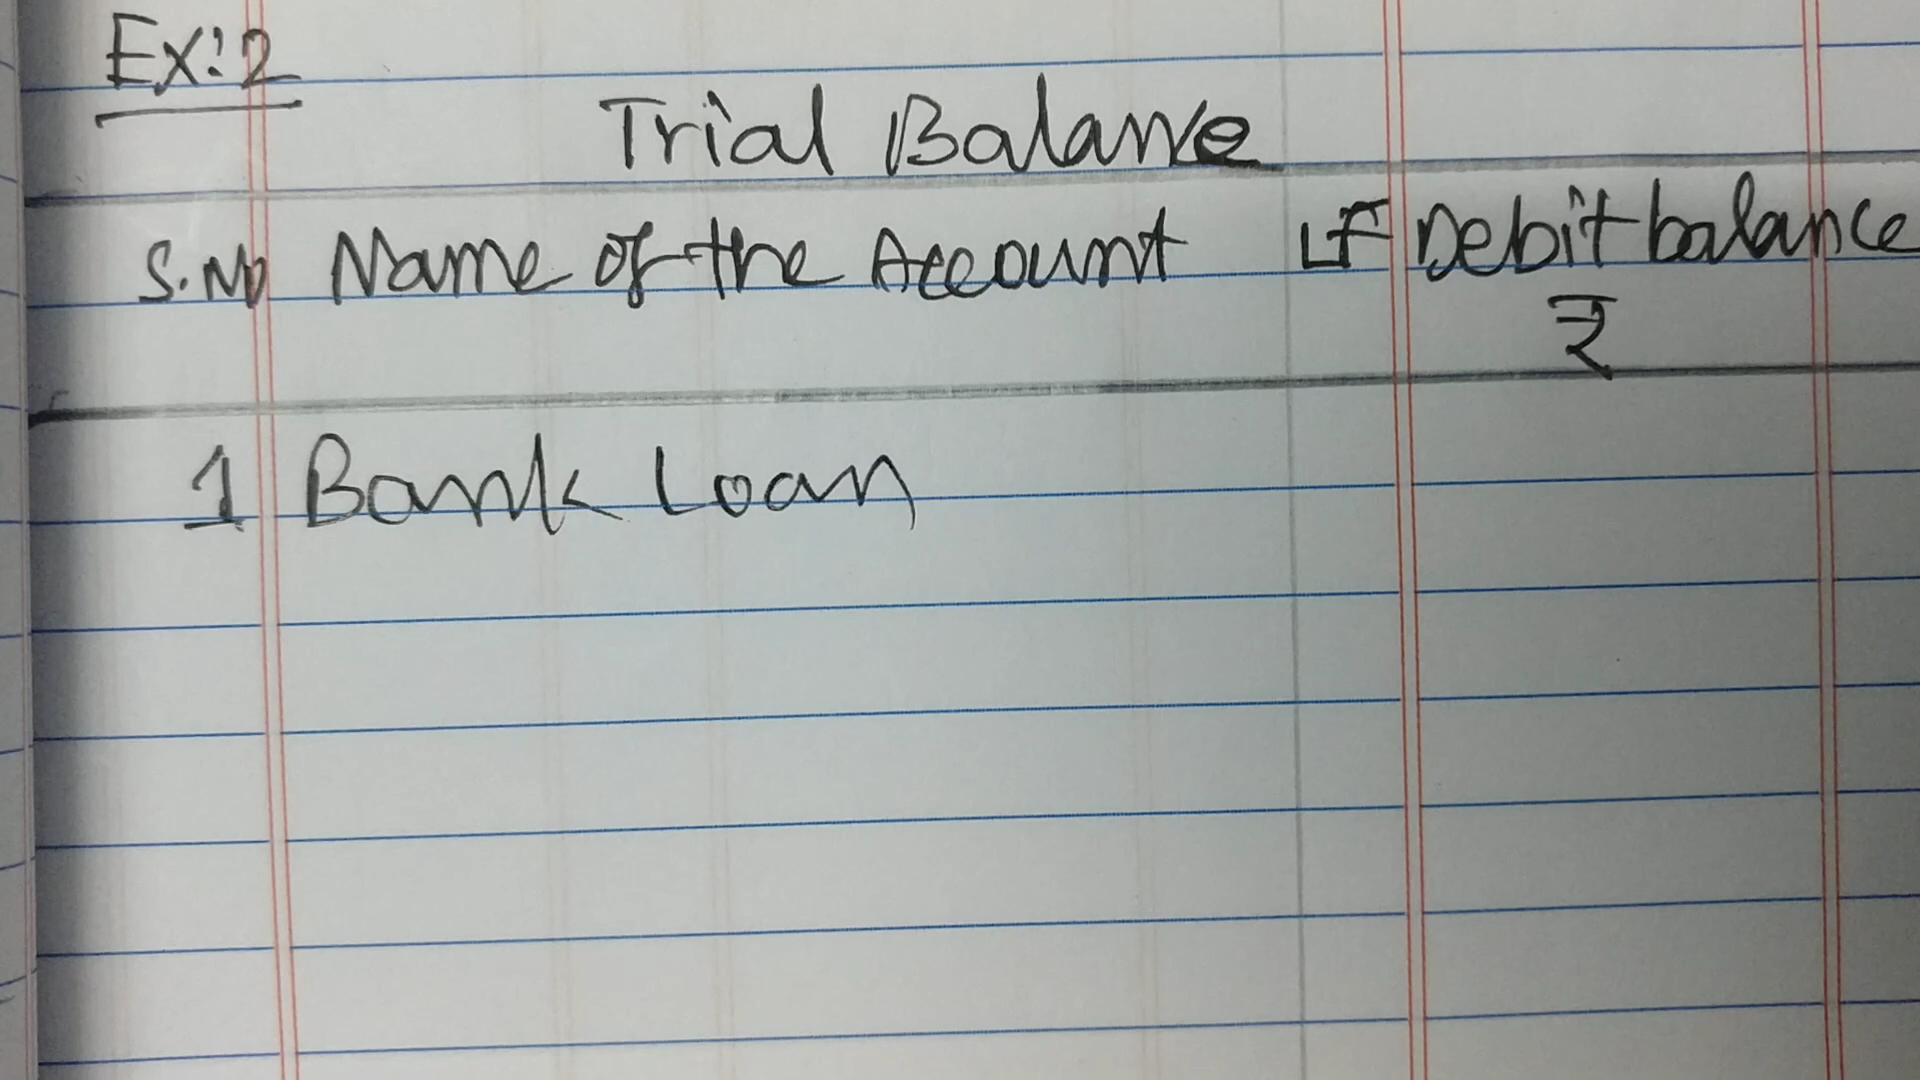 Ex:2
Trial Balance
S.No Name of the Account LF Debit balance
₹
1 Bank Loan